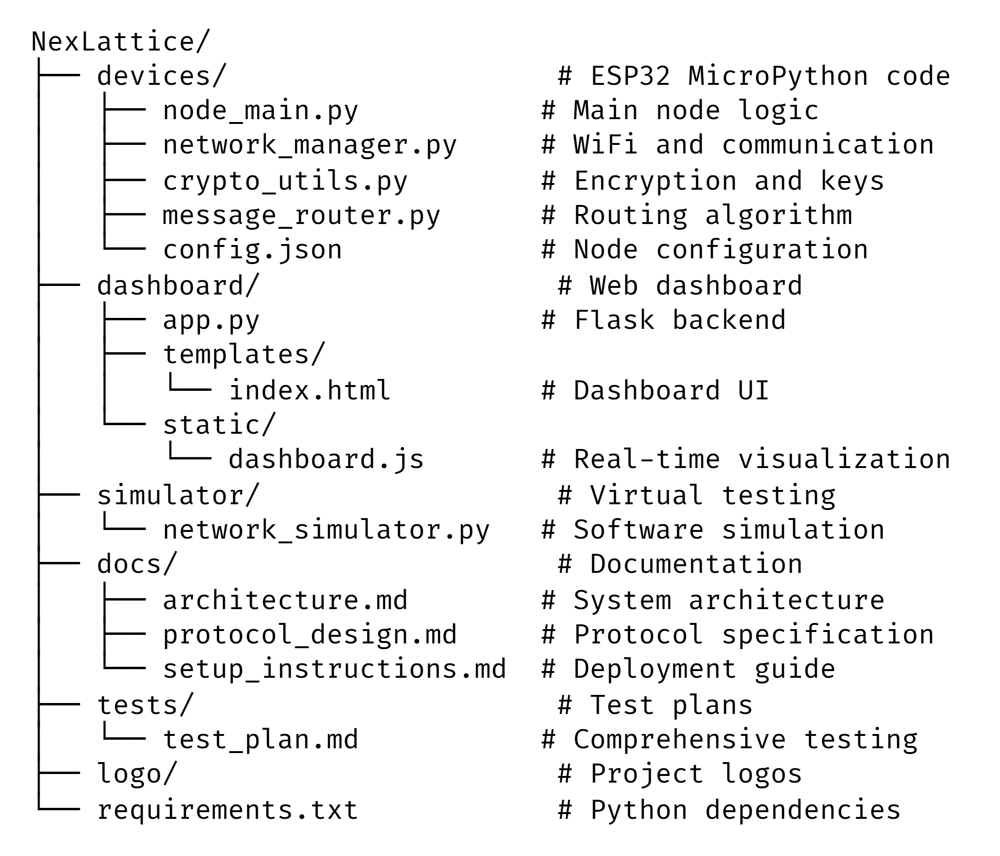 NexLattice/
├── devices/                    # ESP32 MicroPython code
│   ├── node_main.py           # Main node logic
│   ├── network_manager.py     # WiFi and communication
│   ├── crypto_utils.py        # Encryption and keys
│   ├── message_router.py      # Routing algorithm
│   └── config.json            # Node configuration
├── dashboard/                  # Web dashboard
│   ├── app.py                 # Flask backend
│   ├── templates/
│   │   └── index.html         # Dashboard UI
│   └── static/
│       └── dashboard.js       # Real-time visualization
├── simulator/                  # Virtual testing
│   └── network_simulator.py   # Software simulation
├── docs/                       # Documentation
│   ├── architecture.md        # System architecture
│   ├── protocol_design.md     # Protocol specification
│   └── setup_instructions.md  # Deployment guide
├── tests/                      # Test plans
│   └── test_plan.md           # Comprehensive testing
├── logo/                       # Project logos
└── requirements.txt            # Python dependencies